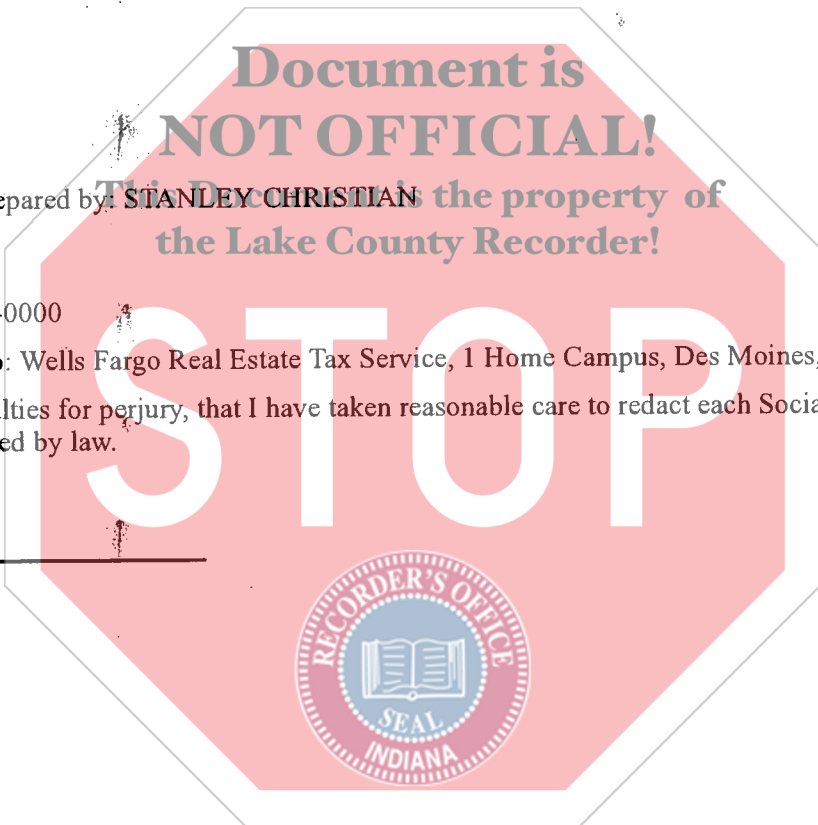 Document is
NOT OFFICIAL!
This Document is the property of
epared by: STANLEY CHRISTIAN
the Lake County Recorder!
-0000
o: Wells Fargo Real Estate Tax Service, 1 Home Campus, Des Moines,
lties for perjury, that I have taken reasonable care to redact each Socia
ed by law.
STOP
RECORDER'S OFFICE
SEAL
INDIANA